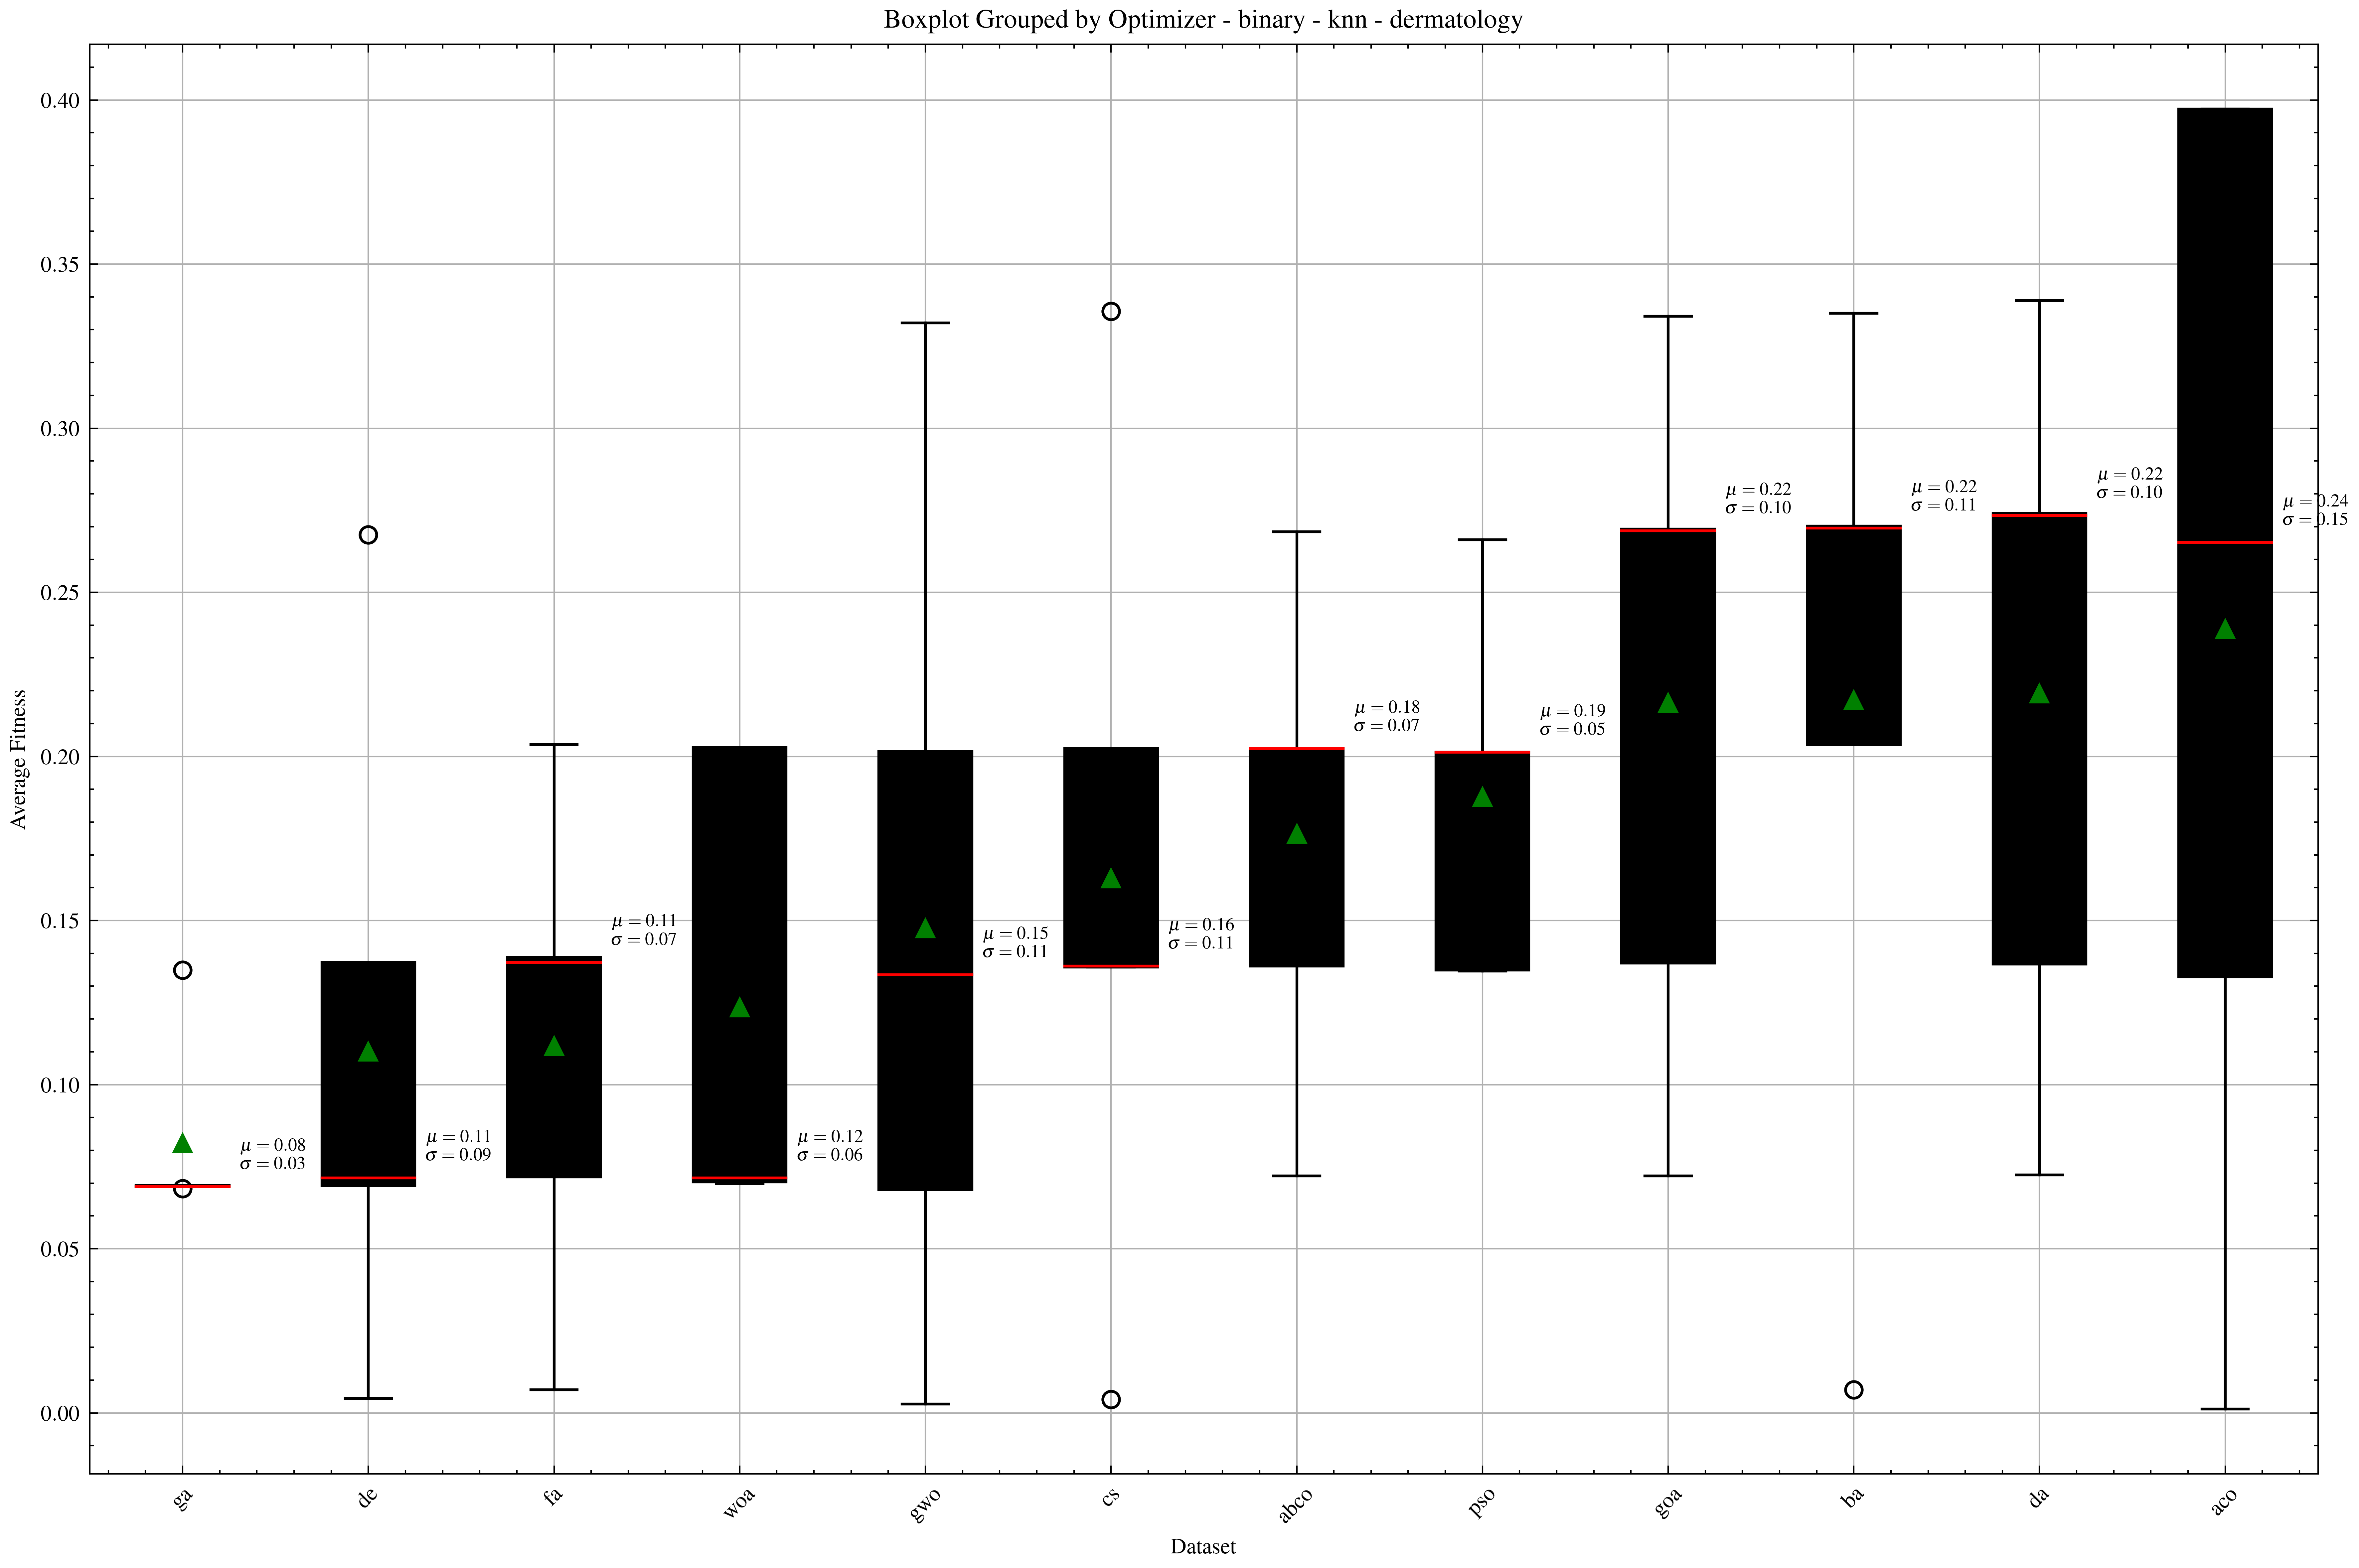 Boxplot Grouped by Optimizer - binary - knn - dermatology
Average Fitness
0.40
0.35
0.30
0.25
0.20
0.15
0.10
0.05
0.00
μ = 0.08
σ = 0.03
μ = 0.11
σ = 0.09
μ = 0.11
σ = 0.07
μ = 0.12
σ = 0.06
μ = 0.15
σ = 0.11
μ = 0.16
σ = 0.11
μ = 0.18
σ = 0.07
μ = 0.19
σ = 0.05
μ = 0.22
σ = 0.10
μ = 0.22
σ = 0.11
μ = 0.22
σ = 0.10
μ = 0.24
σ = 0.15
ga
de
fa
woa
gwo
cs
abco
pso
goa
ba
da
aco
Dataset